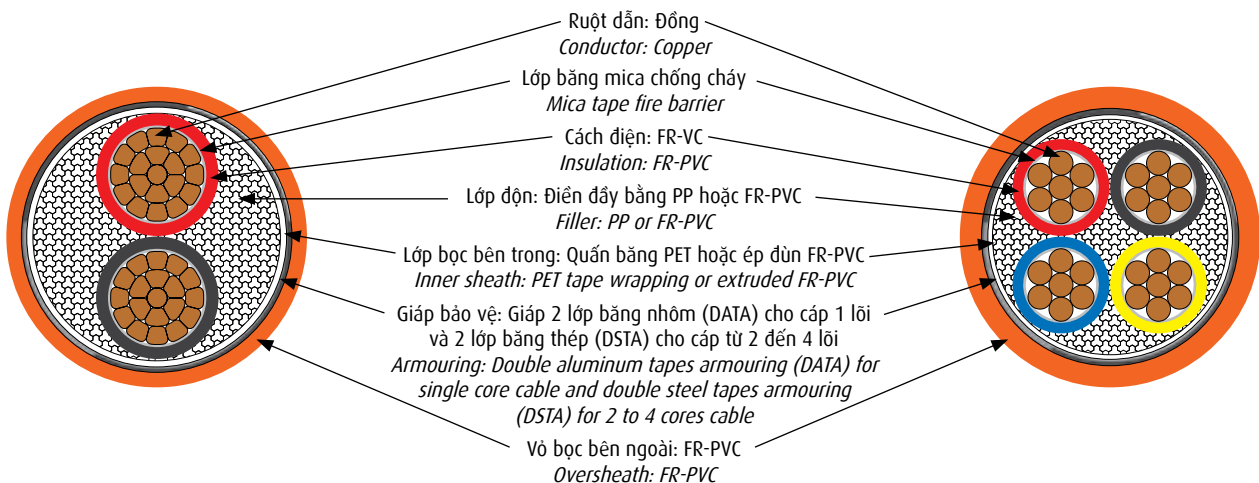 Ruột dẫn: Đồng
Conductor: Copper
Lớp băng mica chống cháy
Mica tape fire barrier
Cách điện: FR-VC
Insulation: FR-PVC
Lớp độn: Điền đầy bằng PP hoặc FR-PVC
Filler: PP or FR-PVC
Lớp bọc bên trong: Quấn băng PET hoặc ép đùn FR-PVC
Inner sheath: PET tape wrapping or extruded FR-PVC
Giáp bảo vệ: Giáp 2 lớp băng nhôm (DATA) cho cáp 1 lõi
và 2 lớp băng thép (DSTA) cho cáp từ 2 đến 4 lõi
Armouring: Double aluminum tapes armouring (DATA) for
single core cable and double steel tapes armouring
(DSTA) for 2 to 4 cores cable
Vỏ bọc bên ngoài: FR-PVC
Oversheath: FR-PVC